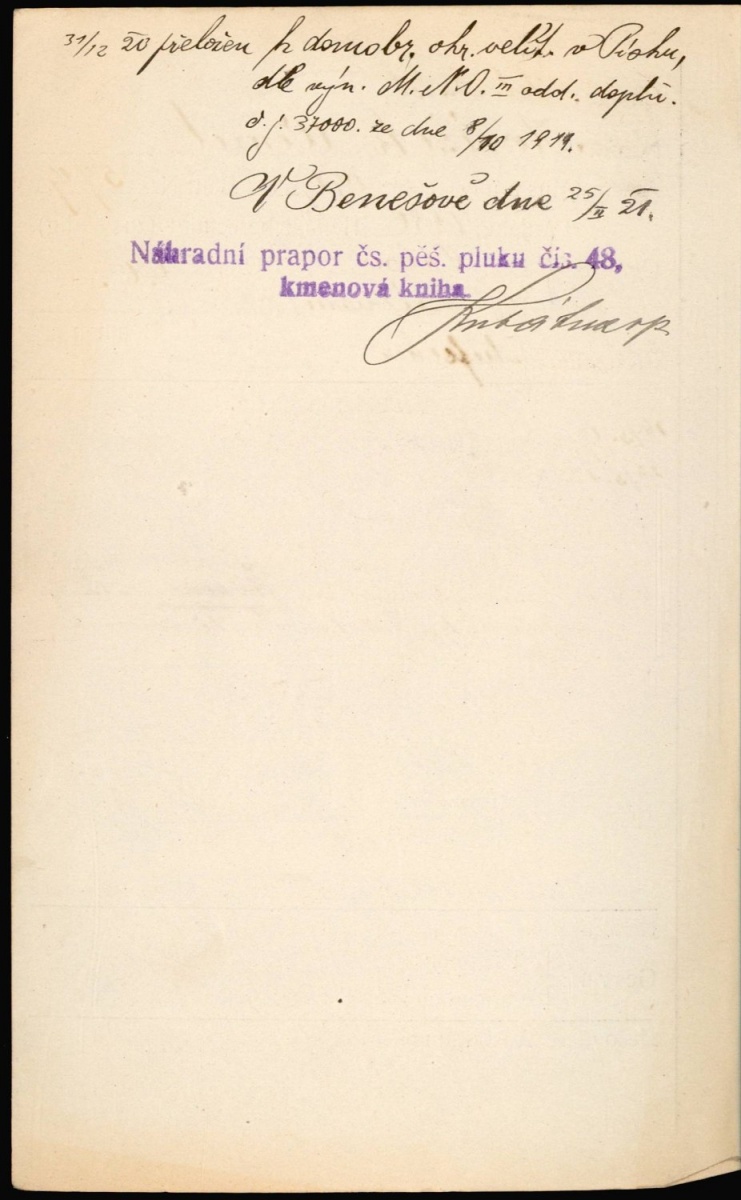 31/12 20 přeložen k domobr. okr. velit. v Písku,
dle výn. M. N. O. III odd. doplň.
č. j. 37000. ze dne 8/10 1919.
V Benešově dne 25/II 21.
Náhradní prapor čs. pěš. pluku čís. 48,
kmenová kniha.